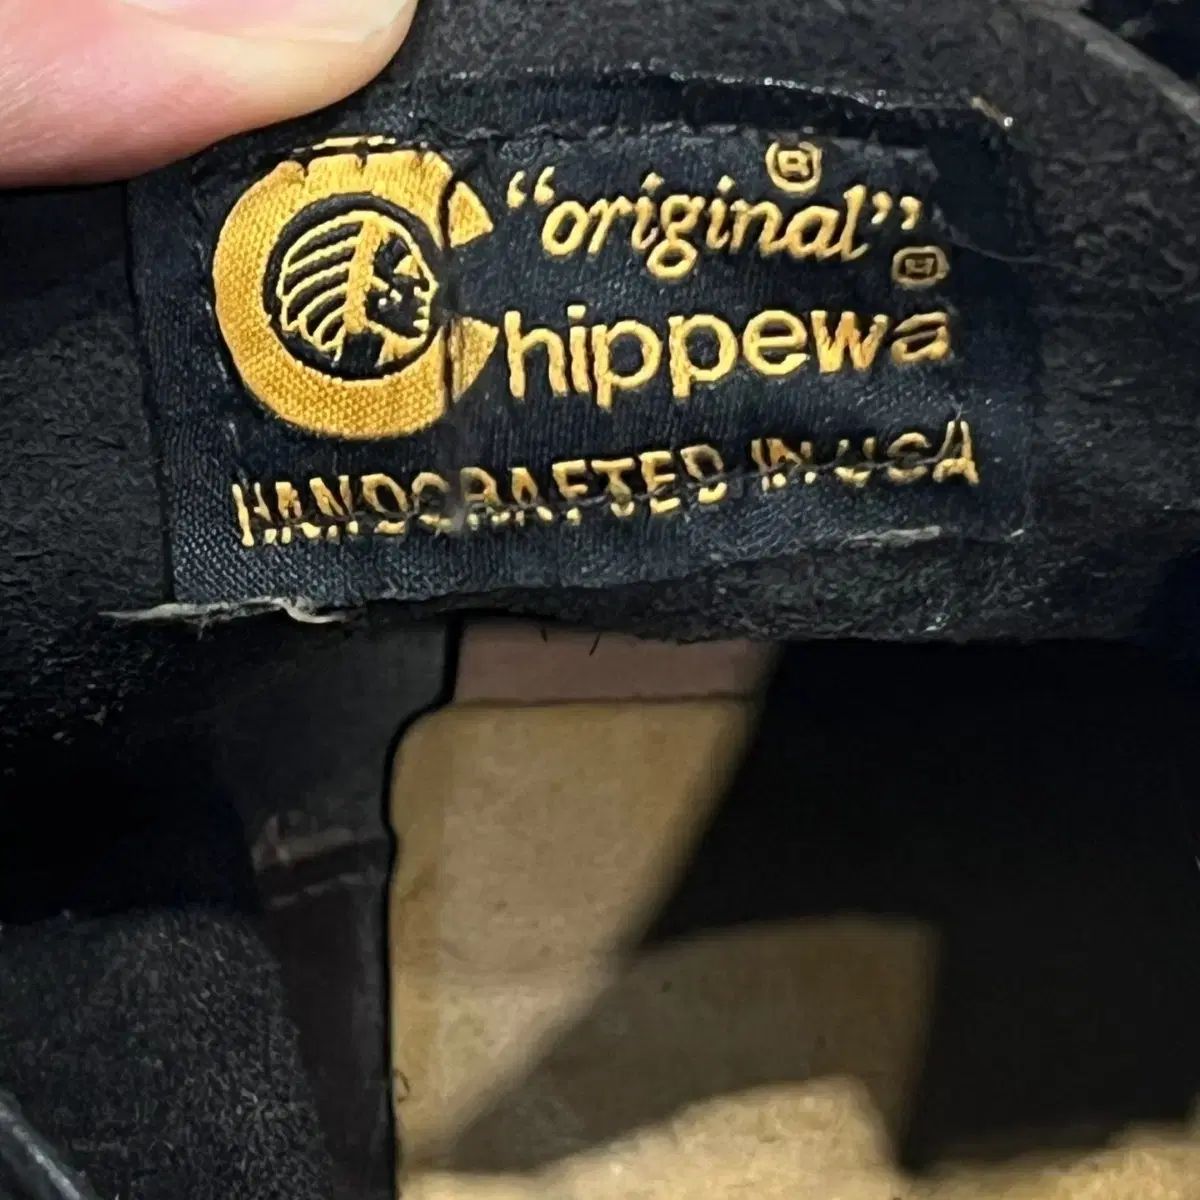 “original”®
Chippewa®
HANDCRAFTED IN USA